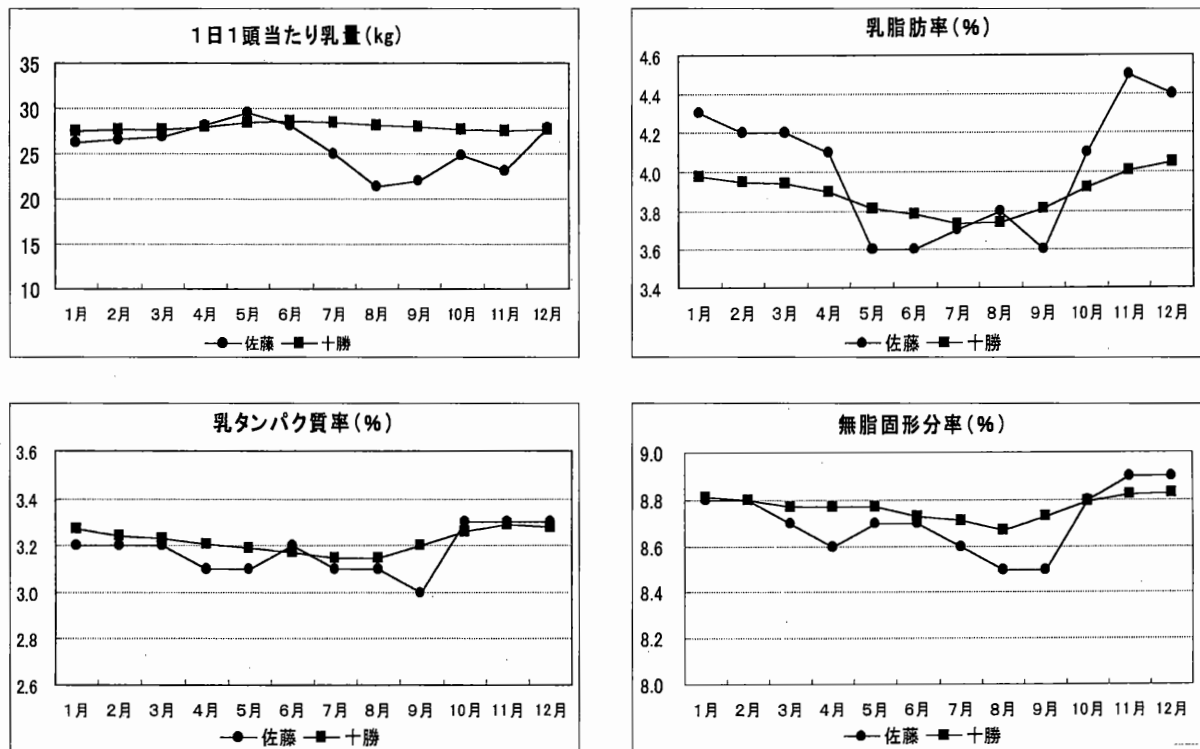 1日1頭当たり乳量(kg)
35
30
25
20
15
10
1月 2月 3月 4月 5月 6月 7月 8月 9月 10月 11月 12月
佐藤 十勝
乳脂肪率(%)
4.6
4.4
4.2
4.0
3.8
3.6
3.4
1月 2月 3月 4月 5月 6月 7月 8月 9月 10月 11月 12月
佐藤 十勝
乳タンパク質率(%)
3.6
3.4
3.2
3.0
2.8
2.6
1月 2月 3月 4月 5月 6月 7月 8月 9月 10月 11月 12月
佐藤 十勝
無脂固形分率(%)
9.0
8.8
8.6
8.4
8.2
8.0
1月 2月 3月 4月 5月 6月 7月 8月 9月 10月 11月 12月
佐藤 十勝